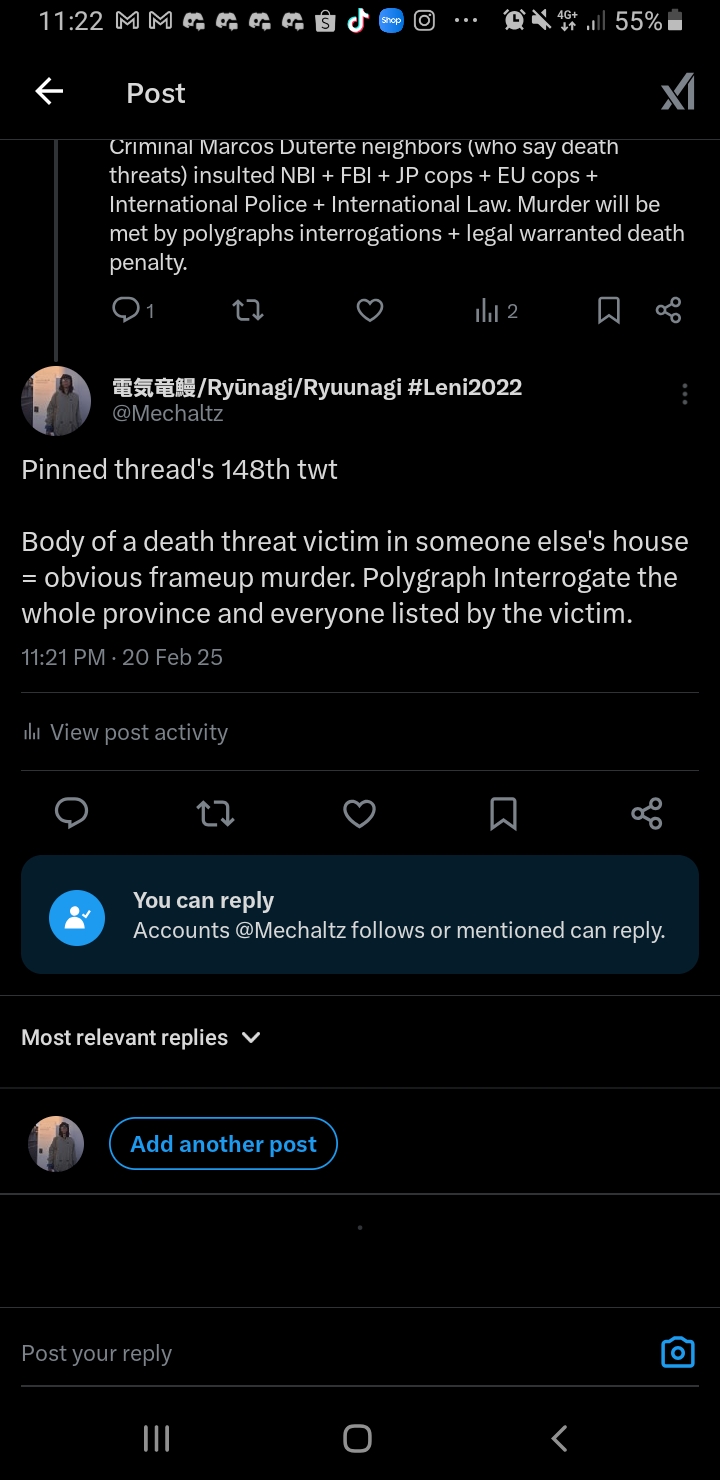 11:22
Shop
4G+
55%
Post
Criminal Marcos Duterte neighbors (who say death
threats) insulted NBI + FBI + JP cops + EU cops +
International Police + International Law. Murder will be
met by polygraphs interrogations + legal warranted death
penalty.
1
2
電気竜鰻/Ryūnagi/Ryuunagi #Leni2022
@Mechaltz
Pinned thread's 148th twt
Body of a death threat victim in someone else's house
= obvious frameup murder. Polygraph Interrogate the
whole province and everyone listed by the victim.
11:21 PM · 20 Feb 25
View post activity
You can reply
Accounts @Mechaltz follows or mentioned can reply.
Most relevant replies
Add another post
Post your reply